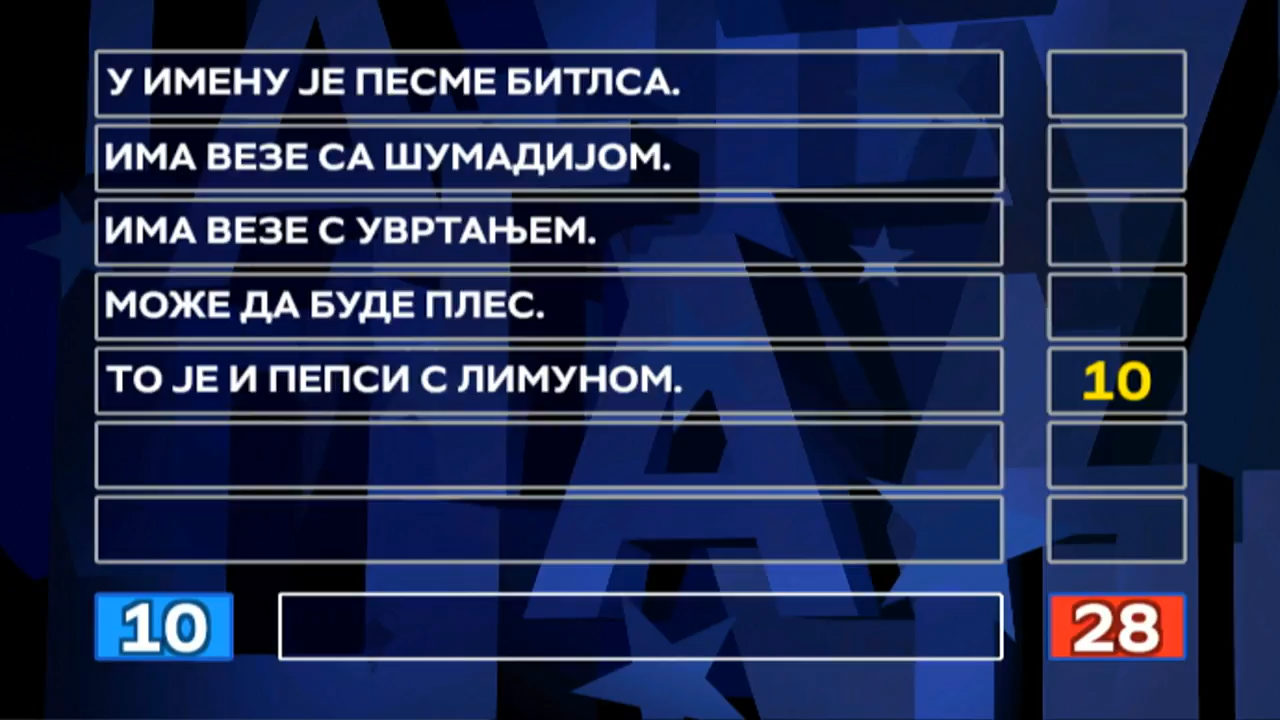 У ИМЕНУ ЈЕ ПЕСМЕ БИТЛСА.
ИМА ВЕЗЕ СА ШУМАДИЈОМ.
ИМА ВЕЗЕ С УВРТАЊЕМ.
МОЖЕ ДА БУДЕ ПЛЕС.
ТО ЈЕ И ПЕПСИ С ЛИМУНОМ. 10
10 28